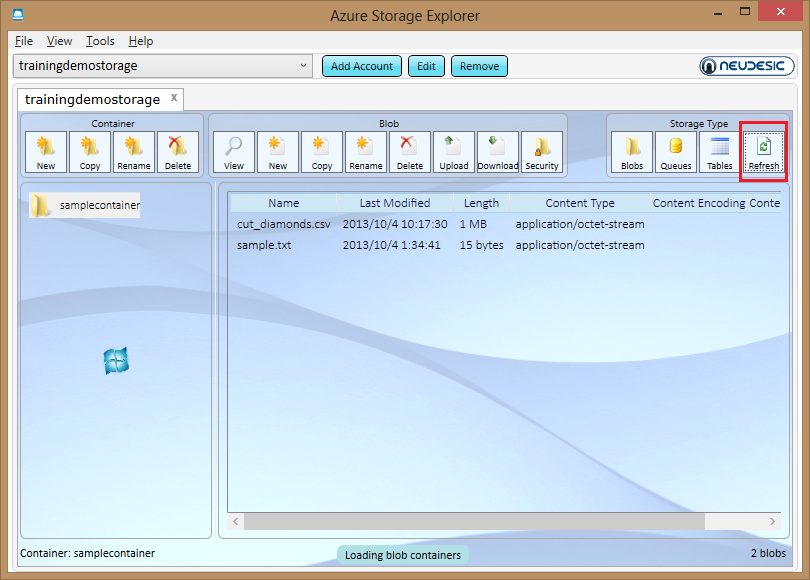 Azure Storage Explorer
File View Tools Help
trainingdemostorage Add Account Edit Remove NEUDESIC
trainingdemostorage x
Container Blob Storage Type
New Copy Rename Delete View New Copy Rename Delete Upload Download Security Blobs Queues Tables Refresh
samplecontainer
Name Last Modified Length Content Type Content Encoding Conte
cut_diamonds.csv 2013/10/4 10:17:30 1 MB application/octet-stream
sample.txt 2013/10/4 1:34:41 15 bytes application/octet-stream
Container: samplecontainer Loading blob containers 2 blobs